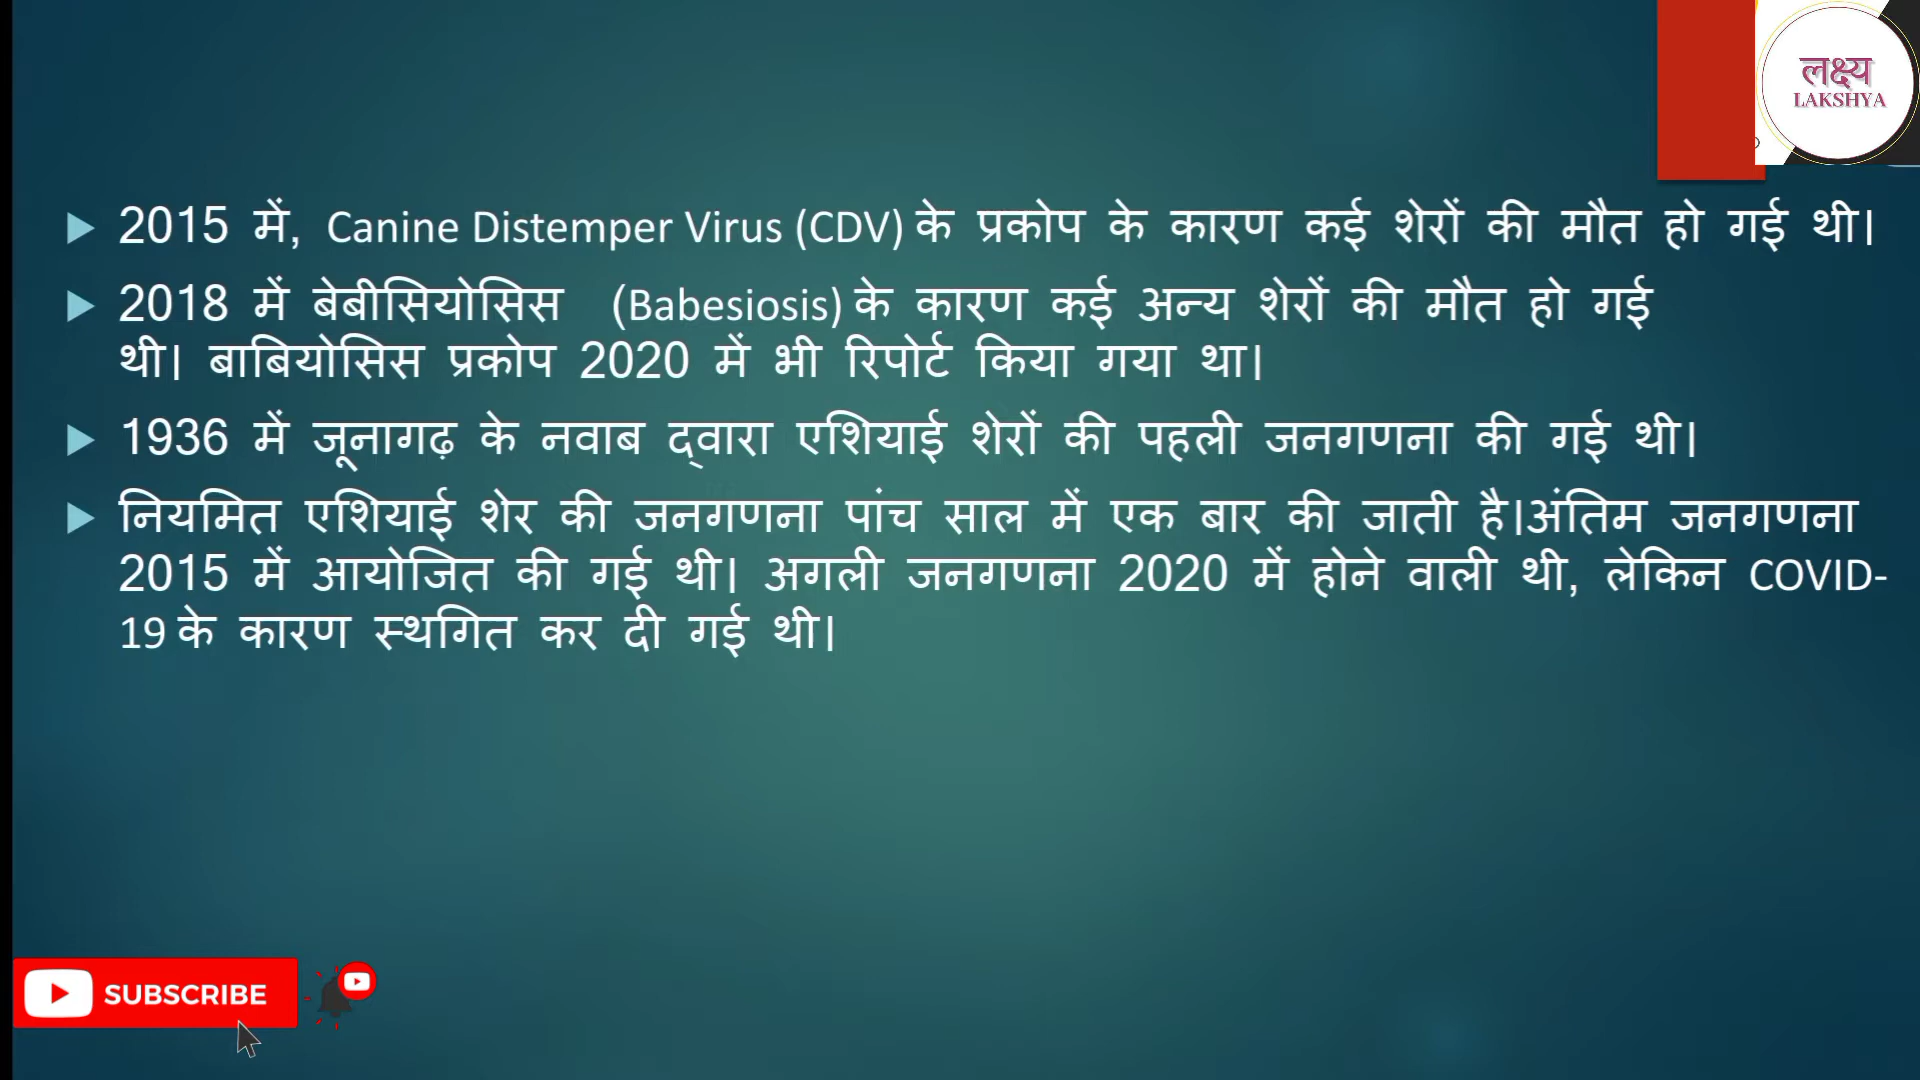 लक्ष्य
LAKSHYA
2015 में, Canine Distemper Virus (CDV) के प्रकोप के कारण कई शेरों की मौत हो गई थी।
2018 में बेबीसियोसिस (Babesiosis) के कारण कई अन्य शेरों की मौत हो गई
थी। बाबियोसिस प्रकोप 2020 में भी रिपोर्ट किया गया था।
1936 में जूनागढ़ के नवाब द्वारा एशियाई शेरों की पहली जनगणना की गई थी।
नियमित एशियाई शेर की जनगणना पांच साल में एक बार की जाती है।अंतिम जनगणना
2015 में आयोजित की गई थी। अगली जनगणना 2020 में होने वाली थी, लेकिन COVID-
19 के कारण स्थगित कर दी गई थी।
SUBSCRIBE